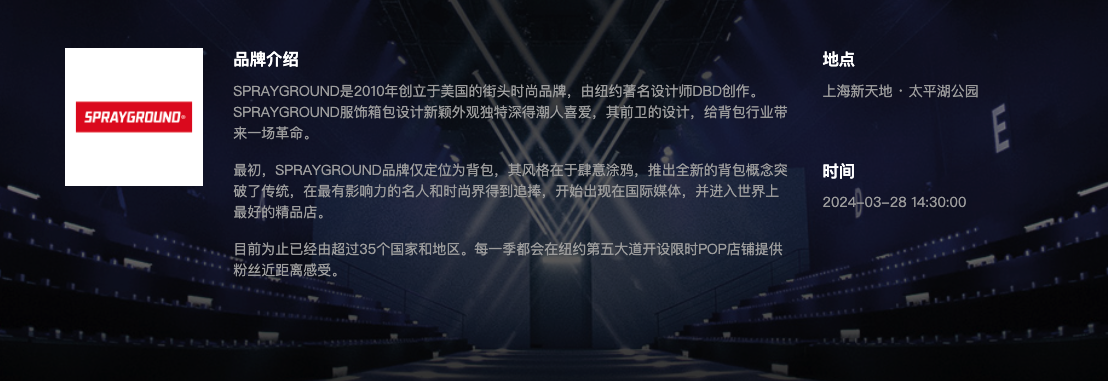 SPRAYGROUND®
品牌介绍
SPRAYGROUND是2010年创立于美国的街头时尚品牌，由纽约著名设计师DBD创作。
SPRAYGROUND服饰箱包设计新颖外观独特深得潮人喜爱，其前卫的设计，给背包行业带
来一场革命。
最初，SPRAYGROUND品牌仅定位为背包，其风格在于肆意涂鸦，推出全新的背包概念突
破了传统，在最有影响力的名人和时尚界得到追捧，开始出现在国际媒体，并进入世界上
最好的精品店。
目前为止已经由超过35个国家和地区。每一季都会在纽约第五大道开设限时POP店铺提供
粉丝近距离感受。
地点
上海新天地 · 太平湖公园
时间
2024-03-28 14:30:00